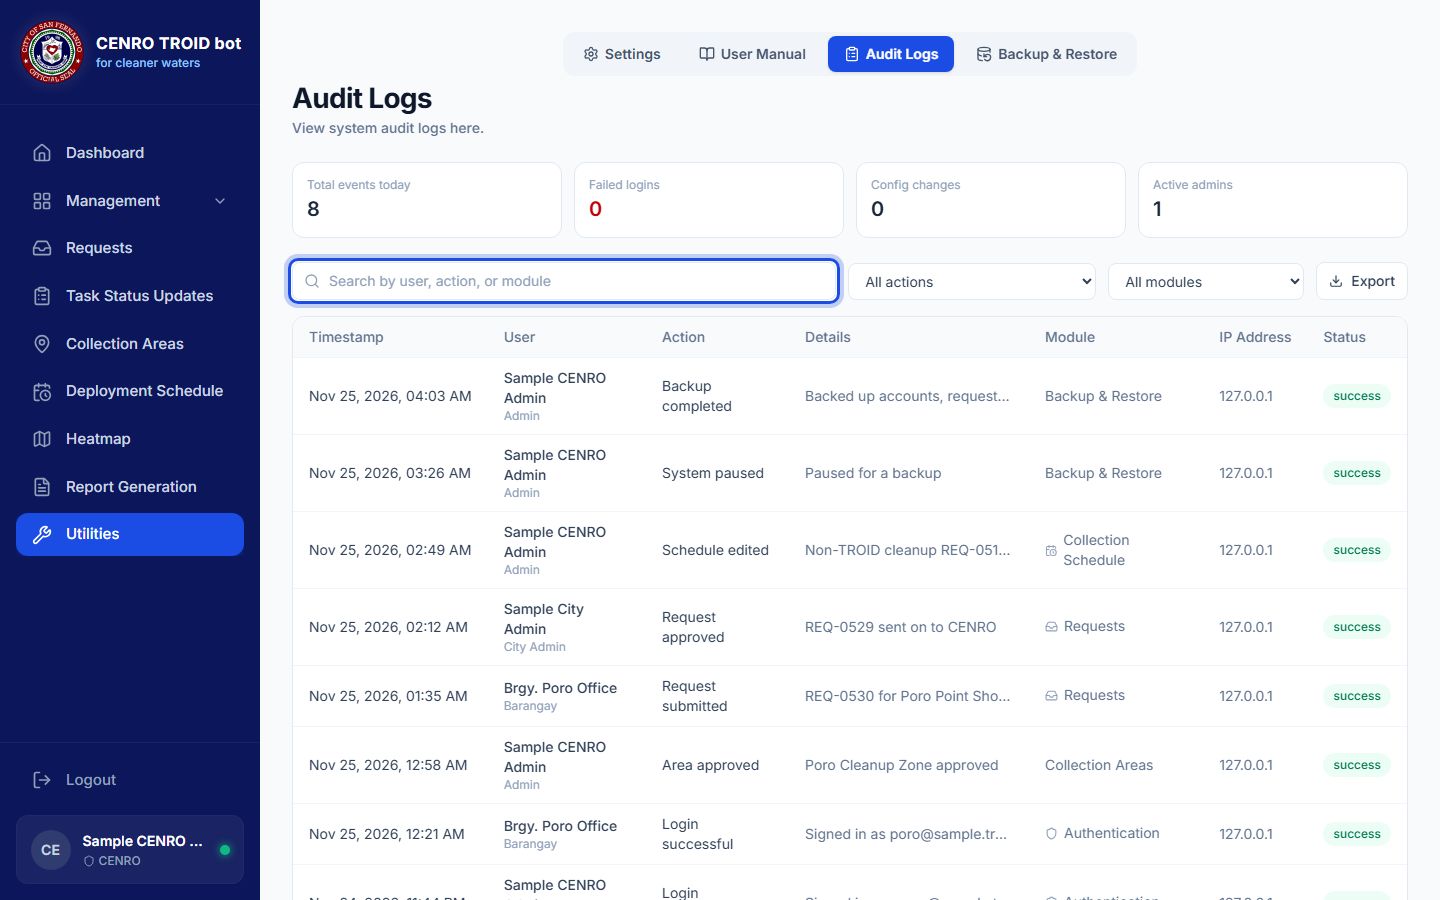 CITY OF SAN FERNANDO
OFFICIAL SEAL
CENRO TROID bot
for cleaner waters
Dashboard
Management
Requests
Task Status Updates
Collection Areas
Deployment Schedule
Heatmap
Report Generation
Utilities
Logout
CE
Sample CENRO ...
CENRO
Settings
User Manual
Audit Logs
Backup & Restore
Audit Logs
View system audit logs here.
Total events today
8
Failed logins
0
Config changes
0
Active admins
1
Search by user, action, or module
All actions
All modules
Export
Timestamp User Action Details Module IP Address Status
Nov 25, 2026, 04:03 AM
Sample CENRO
Admin
Admin
Backup
completed
Backed up accounts, request...
Backup & Restore
127.0.0.1
success
Nov 25, 2026, 03:26 AM
Sample CENRO
Admin
Admin
System paused
Paused for a backup
Backup & Restore
127.0.0.1
success
Nov 25, 2026, 02:49 AM
Sample CENRO
Admin
Admin
Schedule edited
Non-TROID cleanup REQ-051...
Collection
Schedule
127.0.0.1
success
Nov 25, 2026, 02:12 AM
Sample City
Admin
City Admin
Request
approved
REQ-0529 sent on to CENRO
Requests
127.0.0.1
success
Nov 25, 2026, 01:35 AM
Brgy. Poro Office
Barangay
Request
submitted
REQ-0530 for Poro Point Sho...
Requests
127.0.0.1
success
Nov 25, 2026, 12:58 AM
Sample CENRO
Admin
Admin
Area approved
Poro Cleanup Zone approved
Collection Areas
127.0.0.1
success
Nov 25, 2026, 12:21 AM
Brgy. Poro Office
Barangay
Login
successful
Signed in as poro@sample.tr...
Authentication
127.0.0.1
success
Sample CENRO
Login